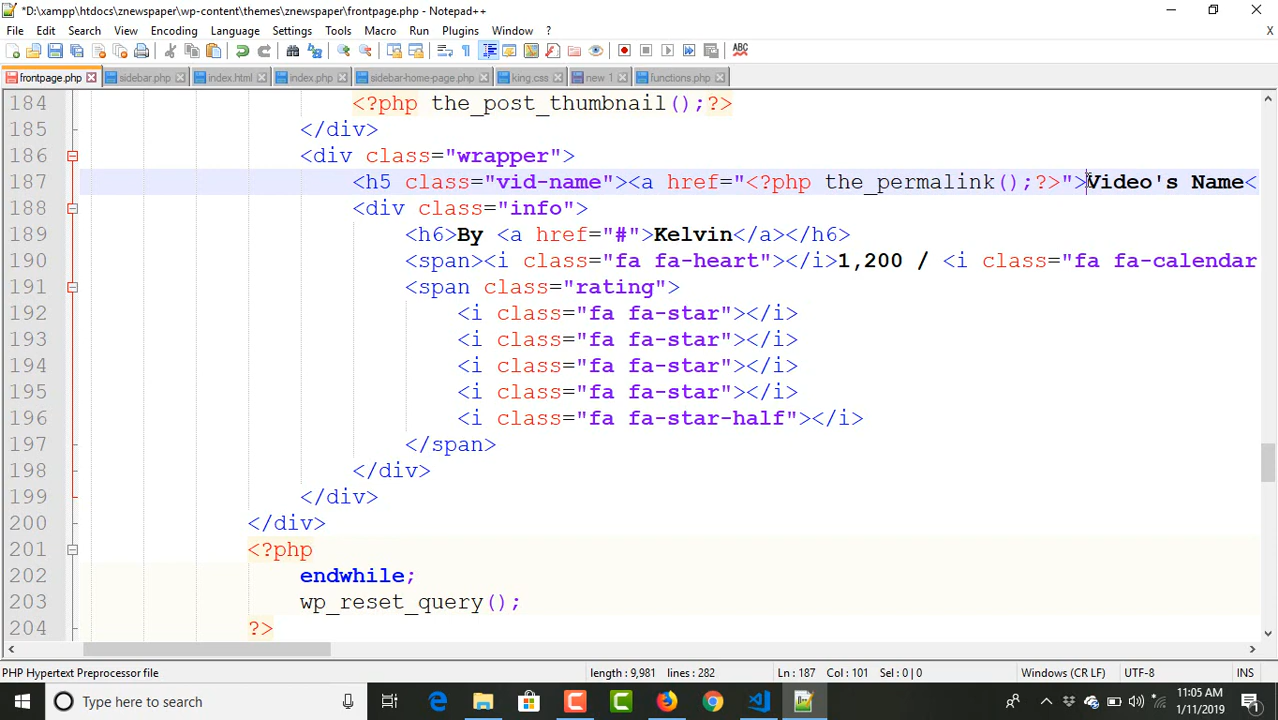 *D:\xampp\htdocs\znewspaper\wp-content\themes\znewspaper\frontpage.php - Notepad++
File Edit Search View Encoding Language Settings Tools Macro Run Plugins Window ? X
frontpage.php sidebar.php index.html index.php sidebar-home-page.php king.css new 1 functions.php
184 <?php the_post_thumbnail();?>
185 </div>
186 <div class="wrapper">
187 <h5 class="vid-name"><a href="<?php the_permalink();?>">Video's Name<
188 <div class="info">
189 <h6>By <a href="#">Kelvin</a></h6>
190 <span><i class="fa fa-heart"></i>1,200 / <i class="fa fa-calendar
191 <span class="rating">
192 <i class="fa fa-star"></i>
193 <i class="fa fa-star"></i>
194 <i class="fa fa-star"></i>
195 <i class="fa fa-star"></i>
196 <i class="fa fa-star-half"></i>
197 </span>
198 </div>
199 </div>
200 </div>
201 <?php
202 endwhile;
203 wp_reset_query();
204 ?>
PHP Hypertext Preprocessor file length : 9,981 lines : 282 Ln : 187 Col : 101 Sel : 0 | 0 Windows (CR LF) UTF-8 INS
Type here to search 11:05 AM
1/11/2019